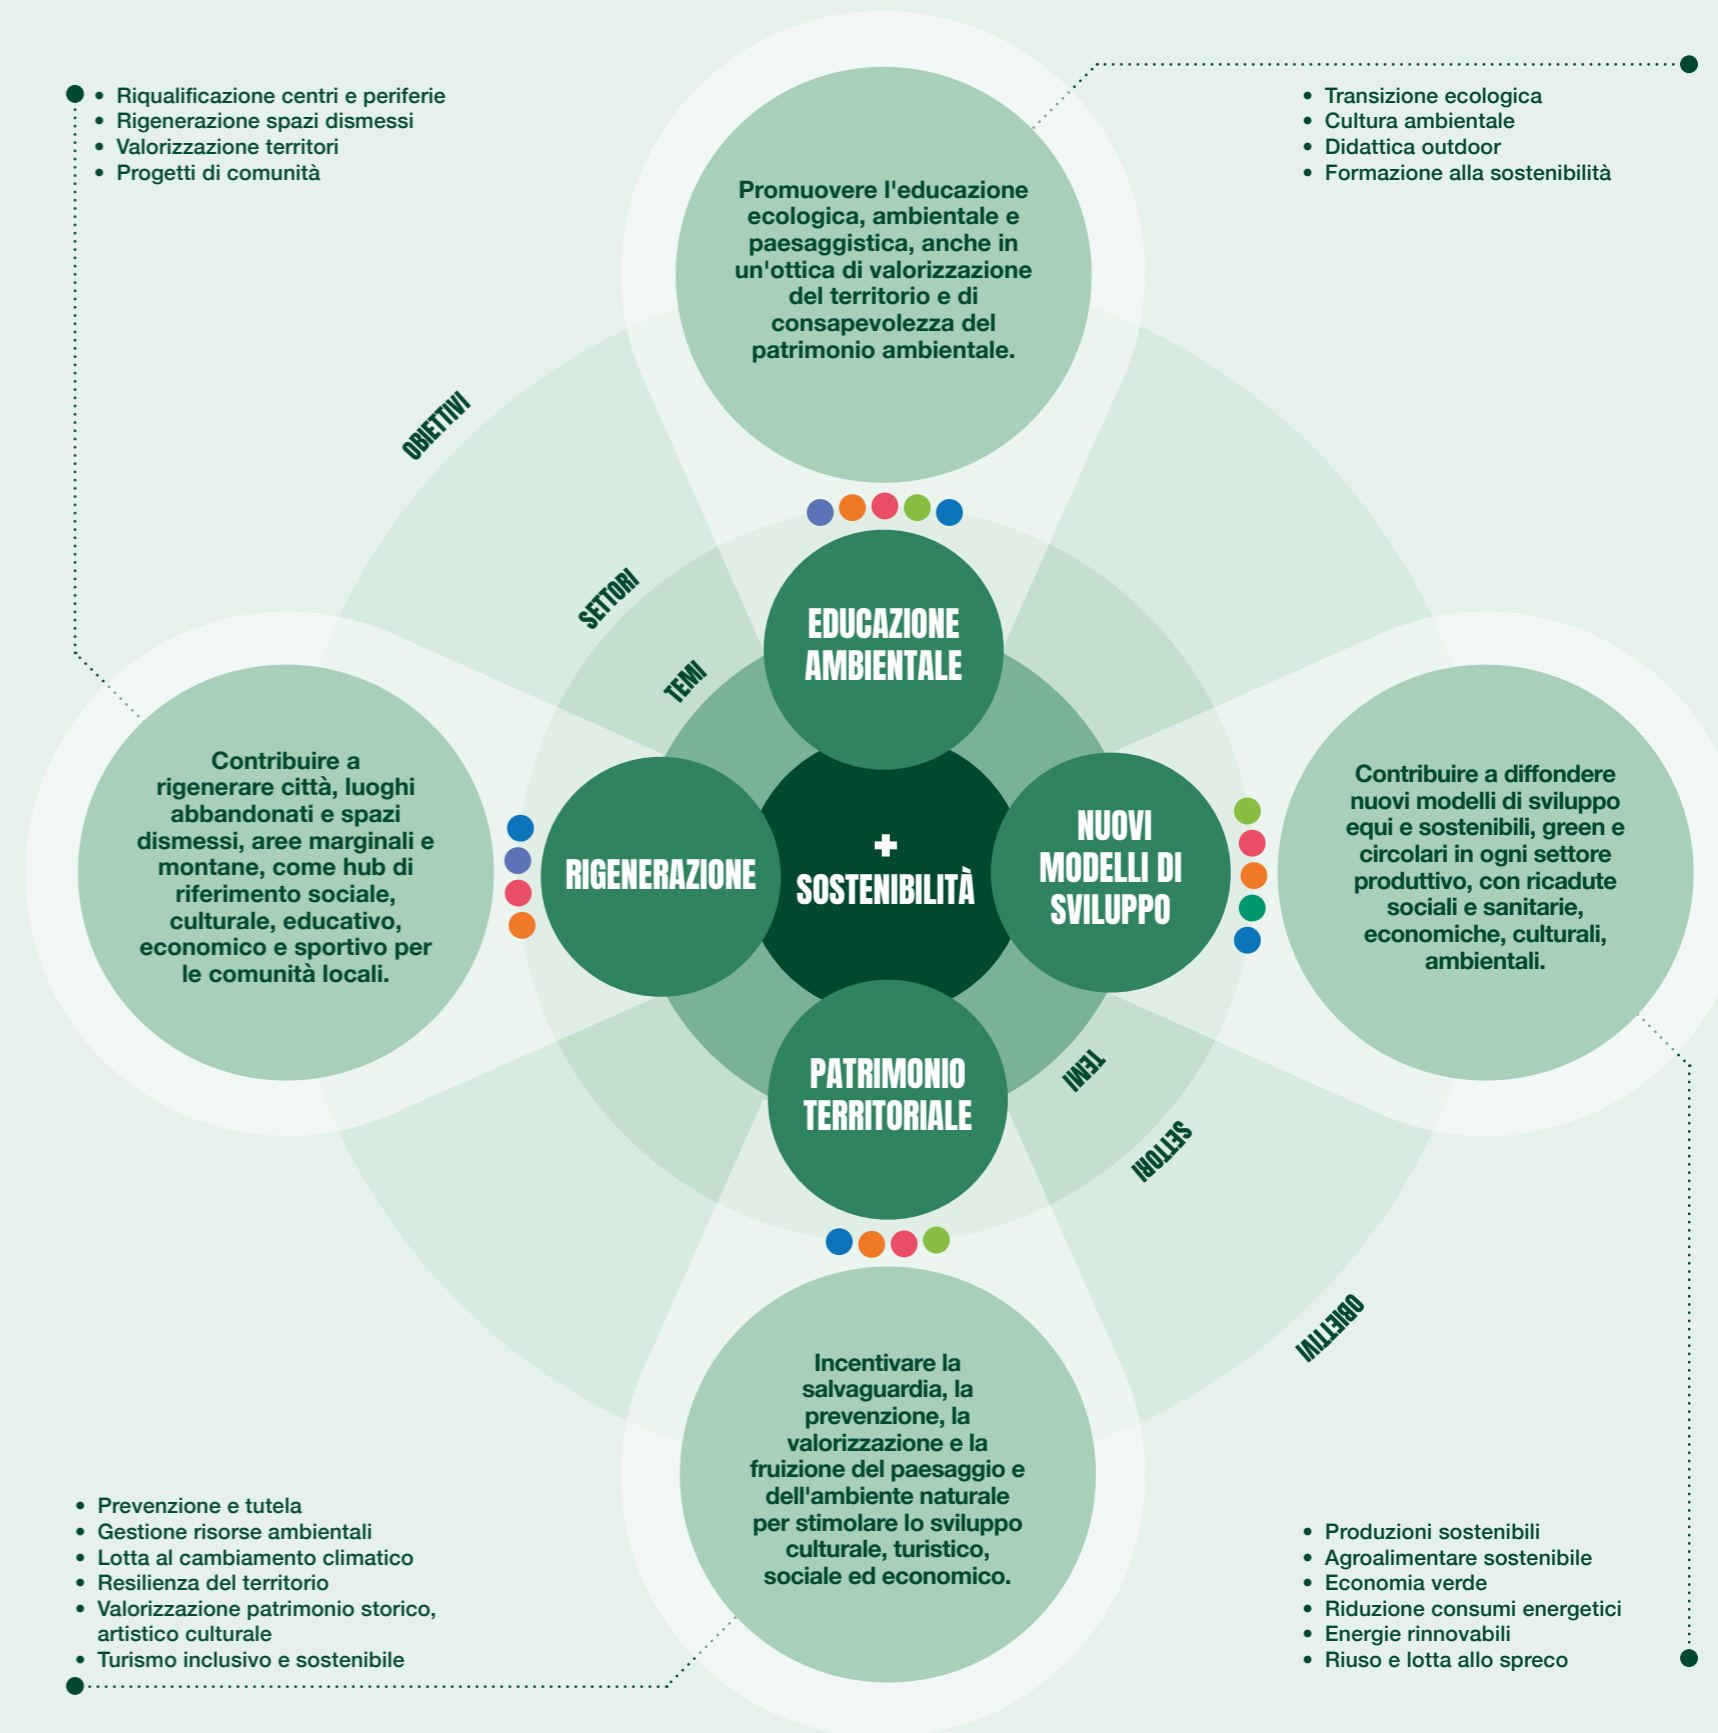 • Riqualificazione centri e periferie
• Rigenerazione spazi dismessi
• Valorizzazione territori
• Progetti di comunità
• Transizione ecologica
• Cultura ambientale
• Didattica outdoor
• Formazione alla sostenibilità
Promuovere l'educazione
ecologica, ambientale e
paesaggistica, anche in
un'ottica di valorizzazione
del territorio e di
consapevolezza del
patrimonio ambientale.
OBIETTIVI
SETTORI
TEMI
EDUCAZIONE
AMBIENTALE
Contribuire a
rigenerare città, luoghi
abbandonati e spazi
dismessi, aree marginali e
montane, come hub di
riferimento sociale,
culturale, educativo,
economico e sportivo per
le comunità locali.
RIGENERAZIONE
+
SOSTENIBILITÀ
NUOVI
MODELLI DI
SVILUPPO
Contribuire a diffondere
nuovi modelli di sviluppo
equi e sostenibili, green e
circolari in ogni settore
produttivo, con ricadute
sociali e sanitarie,
economiche, culturali,
ambientali.
PATRIMONIO
TERRITORIALE
TEMI
SETTORI
OBIETTIVI
Incentivare la
salvaguardia, la
prevenzione, la
valorizzazione e la
fruizione del paesaggio e
dell'ambiente naturale
per stimolare lo sviluppo
culturale, turistico,
sociale ed economico.
• Prevenzione e tutela
• Gestione risorse ambientali
• Lotta al cambiamento climatico
• Resilienza del territorio
• Valorizzazione patrimonio storico,
artistico culturale
• Turismo inclusivo e sostenibile
• Produzioni sostenibili
• Agroalimentare sostenibile
• Economia verde
• Riduzione consumi energetici
• Energie rinnovabili
• Riuso e lotta allo spreco